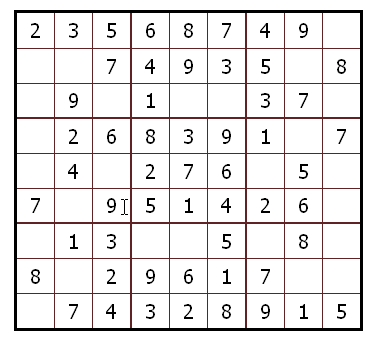 2 3 5 6 8 7 4 9
7 4 9 3 5 8
9 1 3 7
2 6 8 3 9 1 7
4 2 7 6 5
7 9 5 1 4 2 6
1 3 5 8
8 2 9 6 1 7
7 4 3 2 8 9 1 5